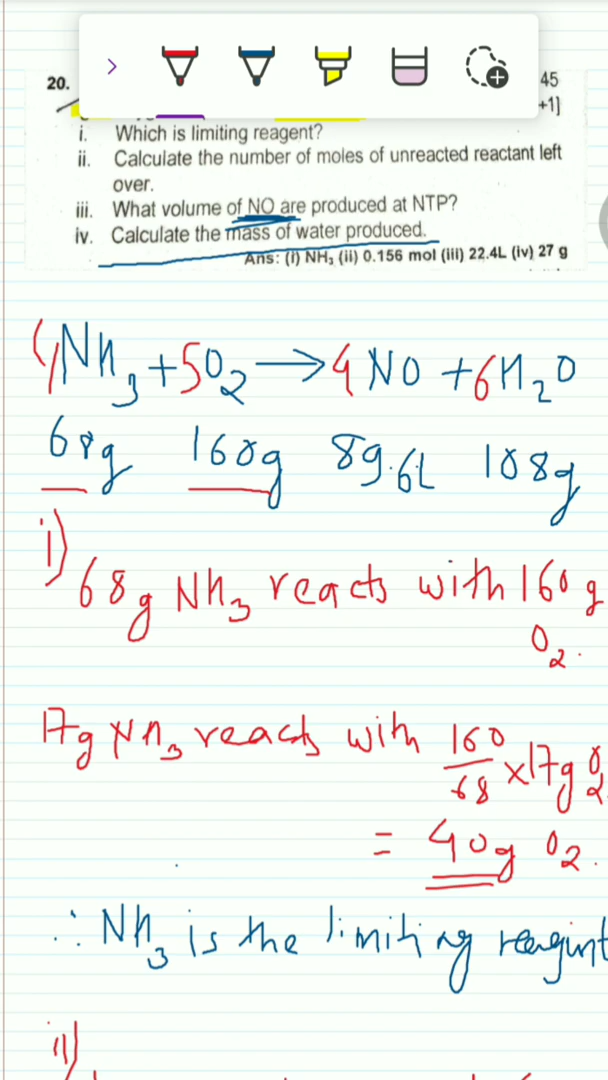 20.
45
+1]
i. Which is limiting reagent?
ii. Calculate the number of moles of unreacted reactant left
over.
iii. What volume of NO are produced at NTP?
iv. Calculate the mass of water produced.
Ans: (i) NH₃ (ii) 0.156 mol (iii) 22.4L (iv) 27 g
4NH₃ + 5O₂ → 4NO + 6H₂O
68g 160g 89.6L 108g
i)
68g NH₃ reacts with 160g
O₂.
17g NH₃ reacts with 160/68 x17g O₂
= 40g O₂.
∴ NH₃ is the limiting reagint
ii)